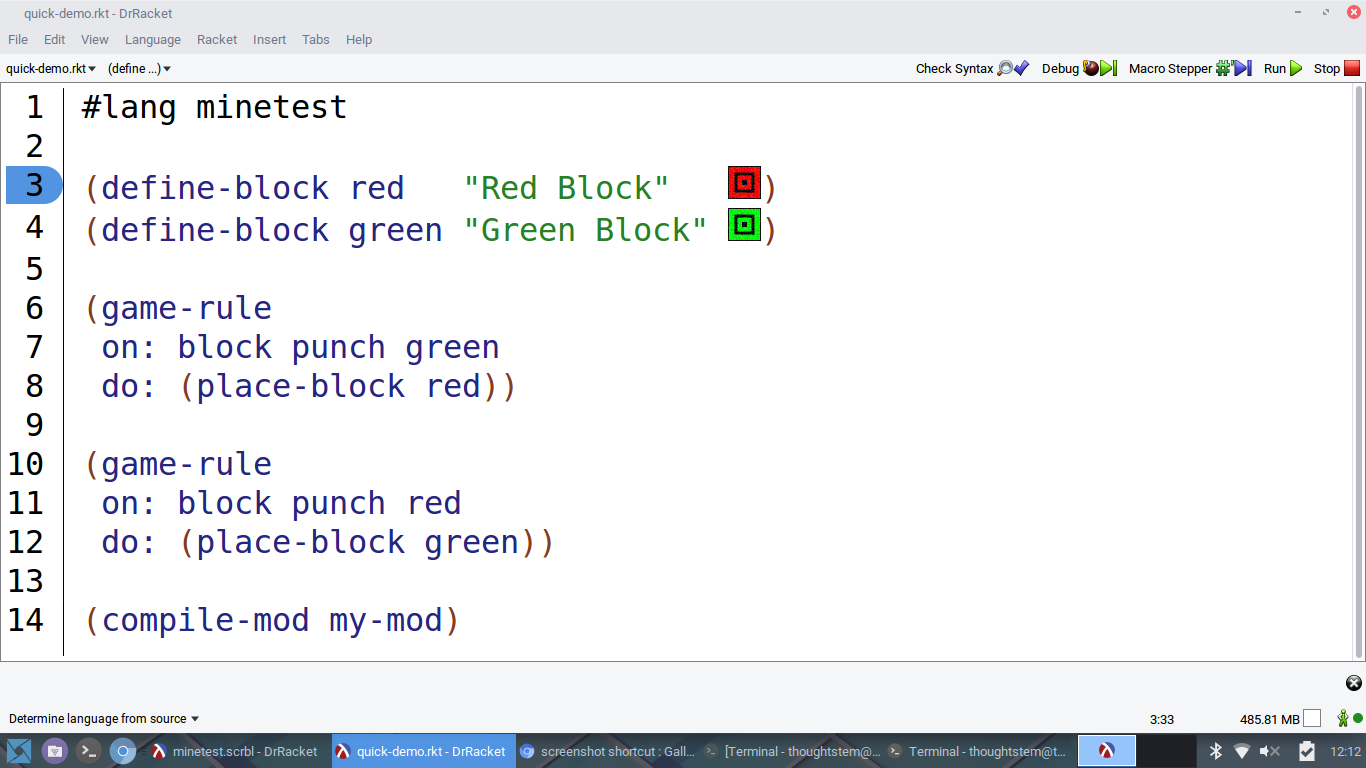 quick-demo.rkt - DrRacket
File Edit View Language Racket Insert Tabs Help
quick-demo.rkt (define ...) Check Syntax Debug Macro Stepper Run Stop
1 #lang minetest
2
3 (define-block red "Red Block" )
4 (define-block green "Green Block" )
5
6 (game-rule
7 on: block punch green
8 do: (place-block red))
9
10 (game-rule
11 on: block punch red
12 do: (place-block green))
13
14 (compile-mod my-mod)
Determine language from source 3:33 485.81 MB
minetest.scrbl - DrRacket quick-demo.rkt - DrRacket screenshot shortcut : Gall... [Terminal - thoughtstem@... Terminal - thoughtstem@t... 12:12